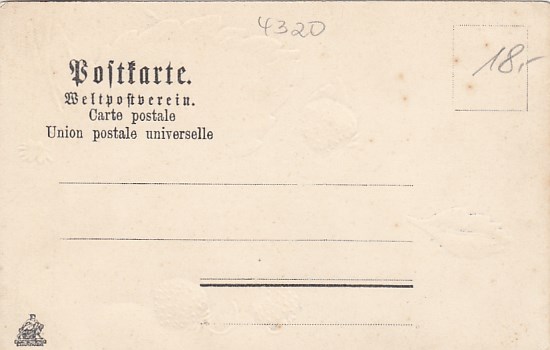 4320
18,-
Postkarte.
Weltpostverein.
Carte postale
Union postale universelle